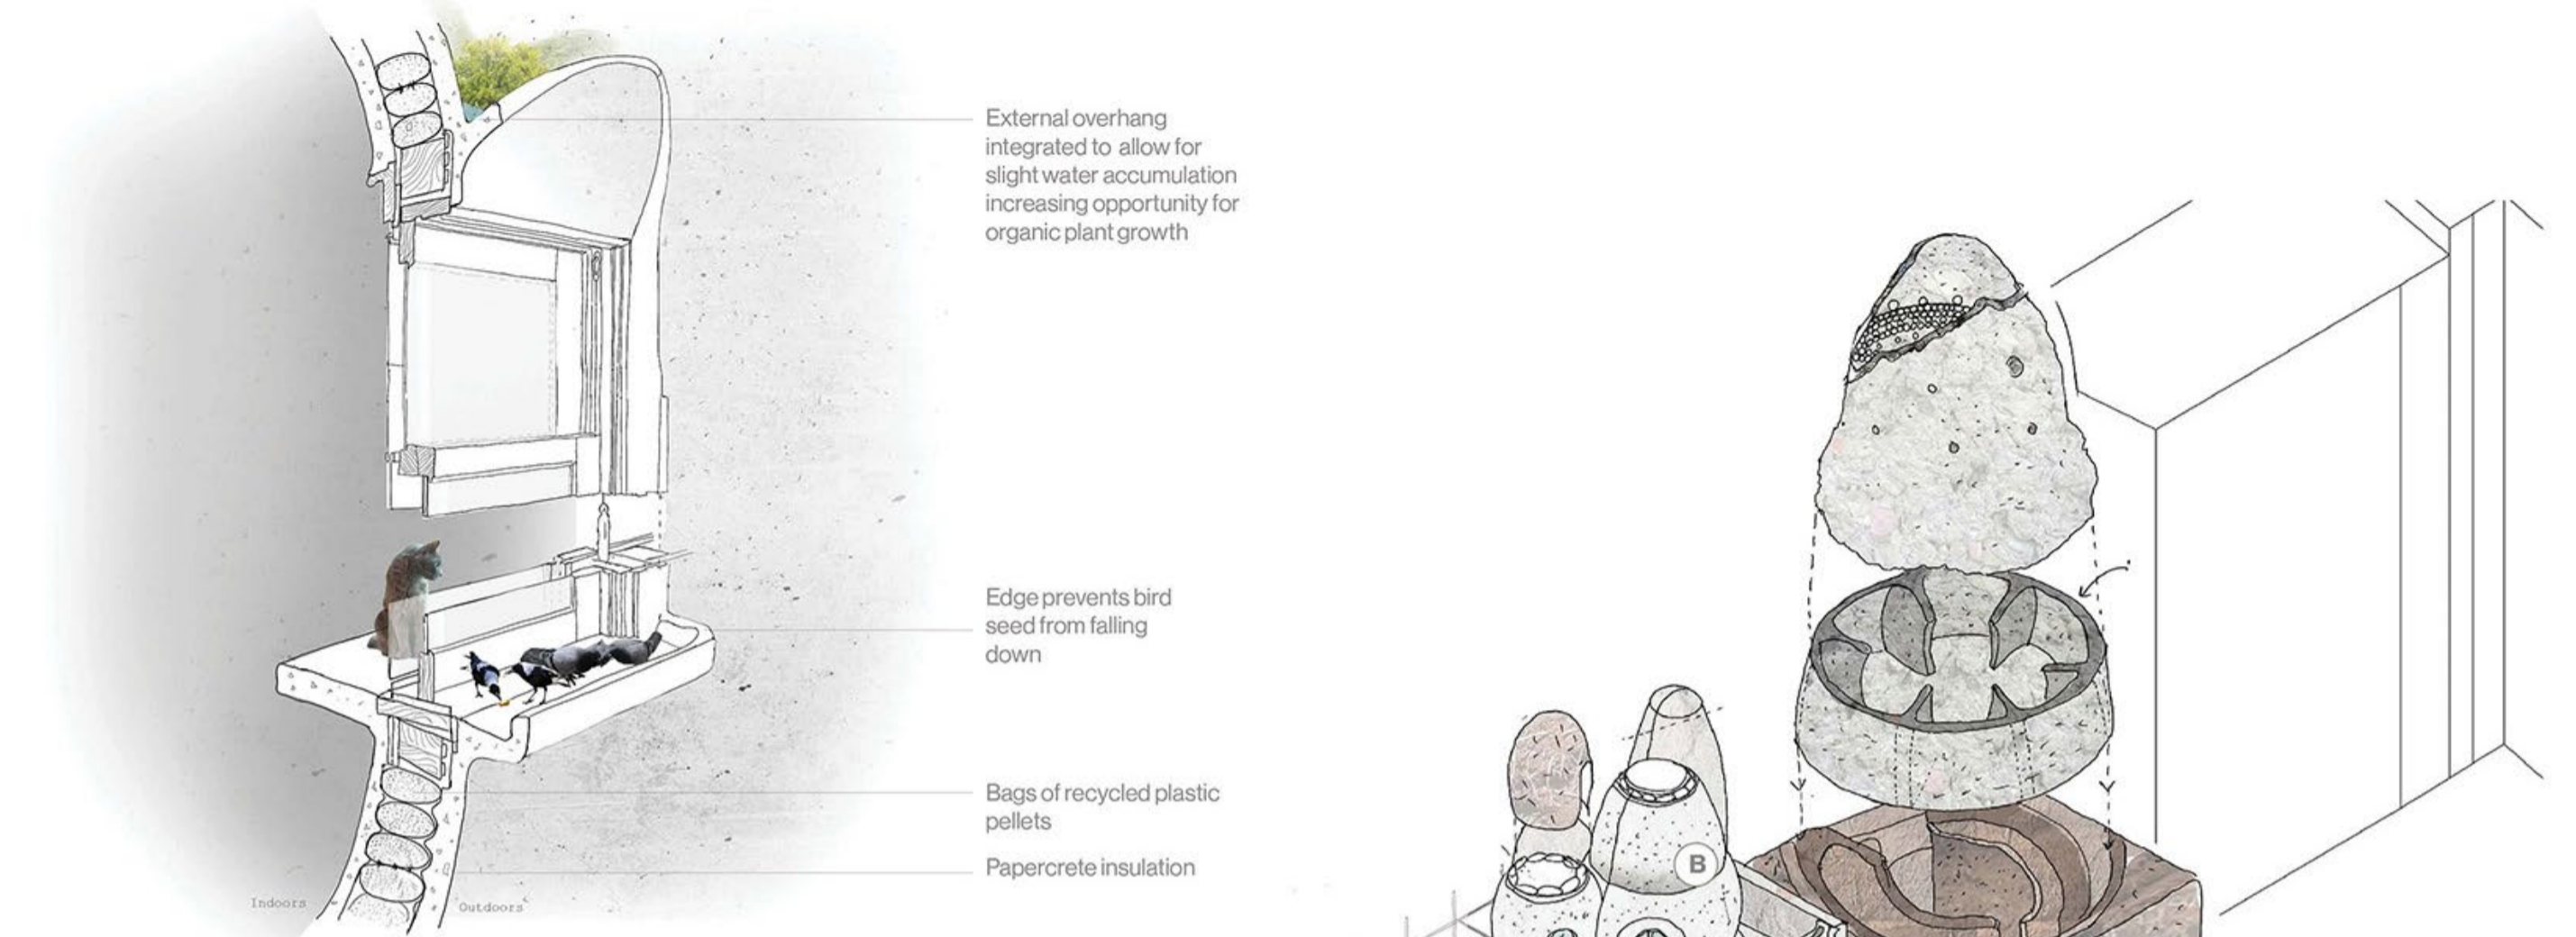 External overhang
integrated to allow for
slight water accumulation
increasing opportunity for
organic plant growth
Edge prevents bird
seed from falling
down
Bags of recycled plastic
pellets
Papercrete insulation
Indoors
Outdoors
B